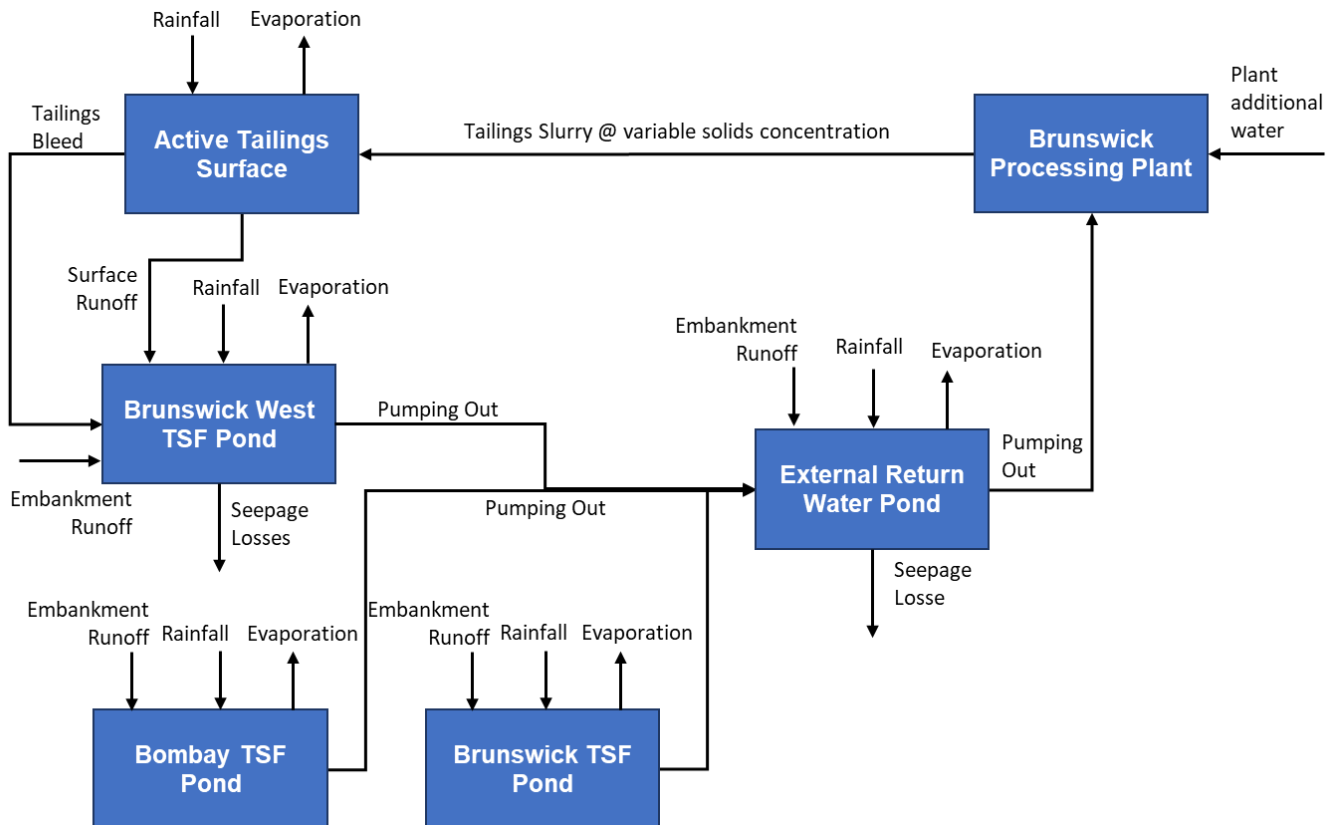 Rainfall
Evaporation
Tailings
Bleed
Active Tailings
Surface
Tailings Slurry @ variable solids concentration
Brunswick
Processing Plant
Plant
additional
water
Surface
Runoff
Rainfall
Evaporation
Brunswick West
TSF Pond
Embankment
Runoff
Seepage
Losses
Pumping Out
Pumping Out
Embankment
Runoff
Rainfall
Evaporation
External Return
Water Pond
Pumping
Out
Seepage
Losse
Embankment
Runoff
Rainfall
Evaporation
Bombay TSF
Pond
Embankment
Runoff
Rainfall
Evaporation
Brunswick TSF
Pond